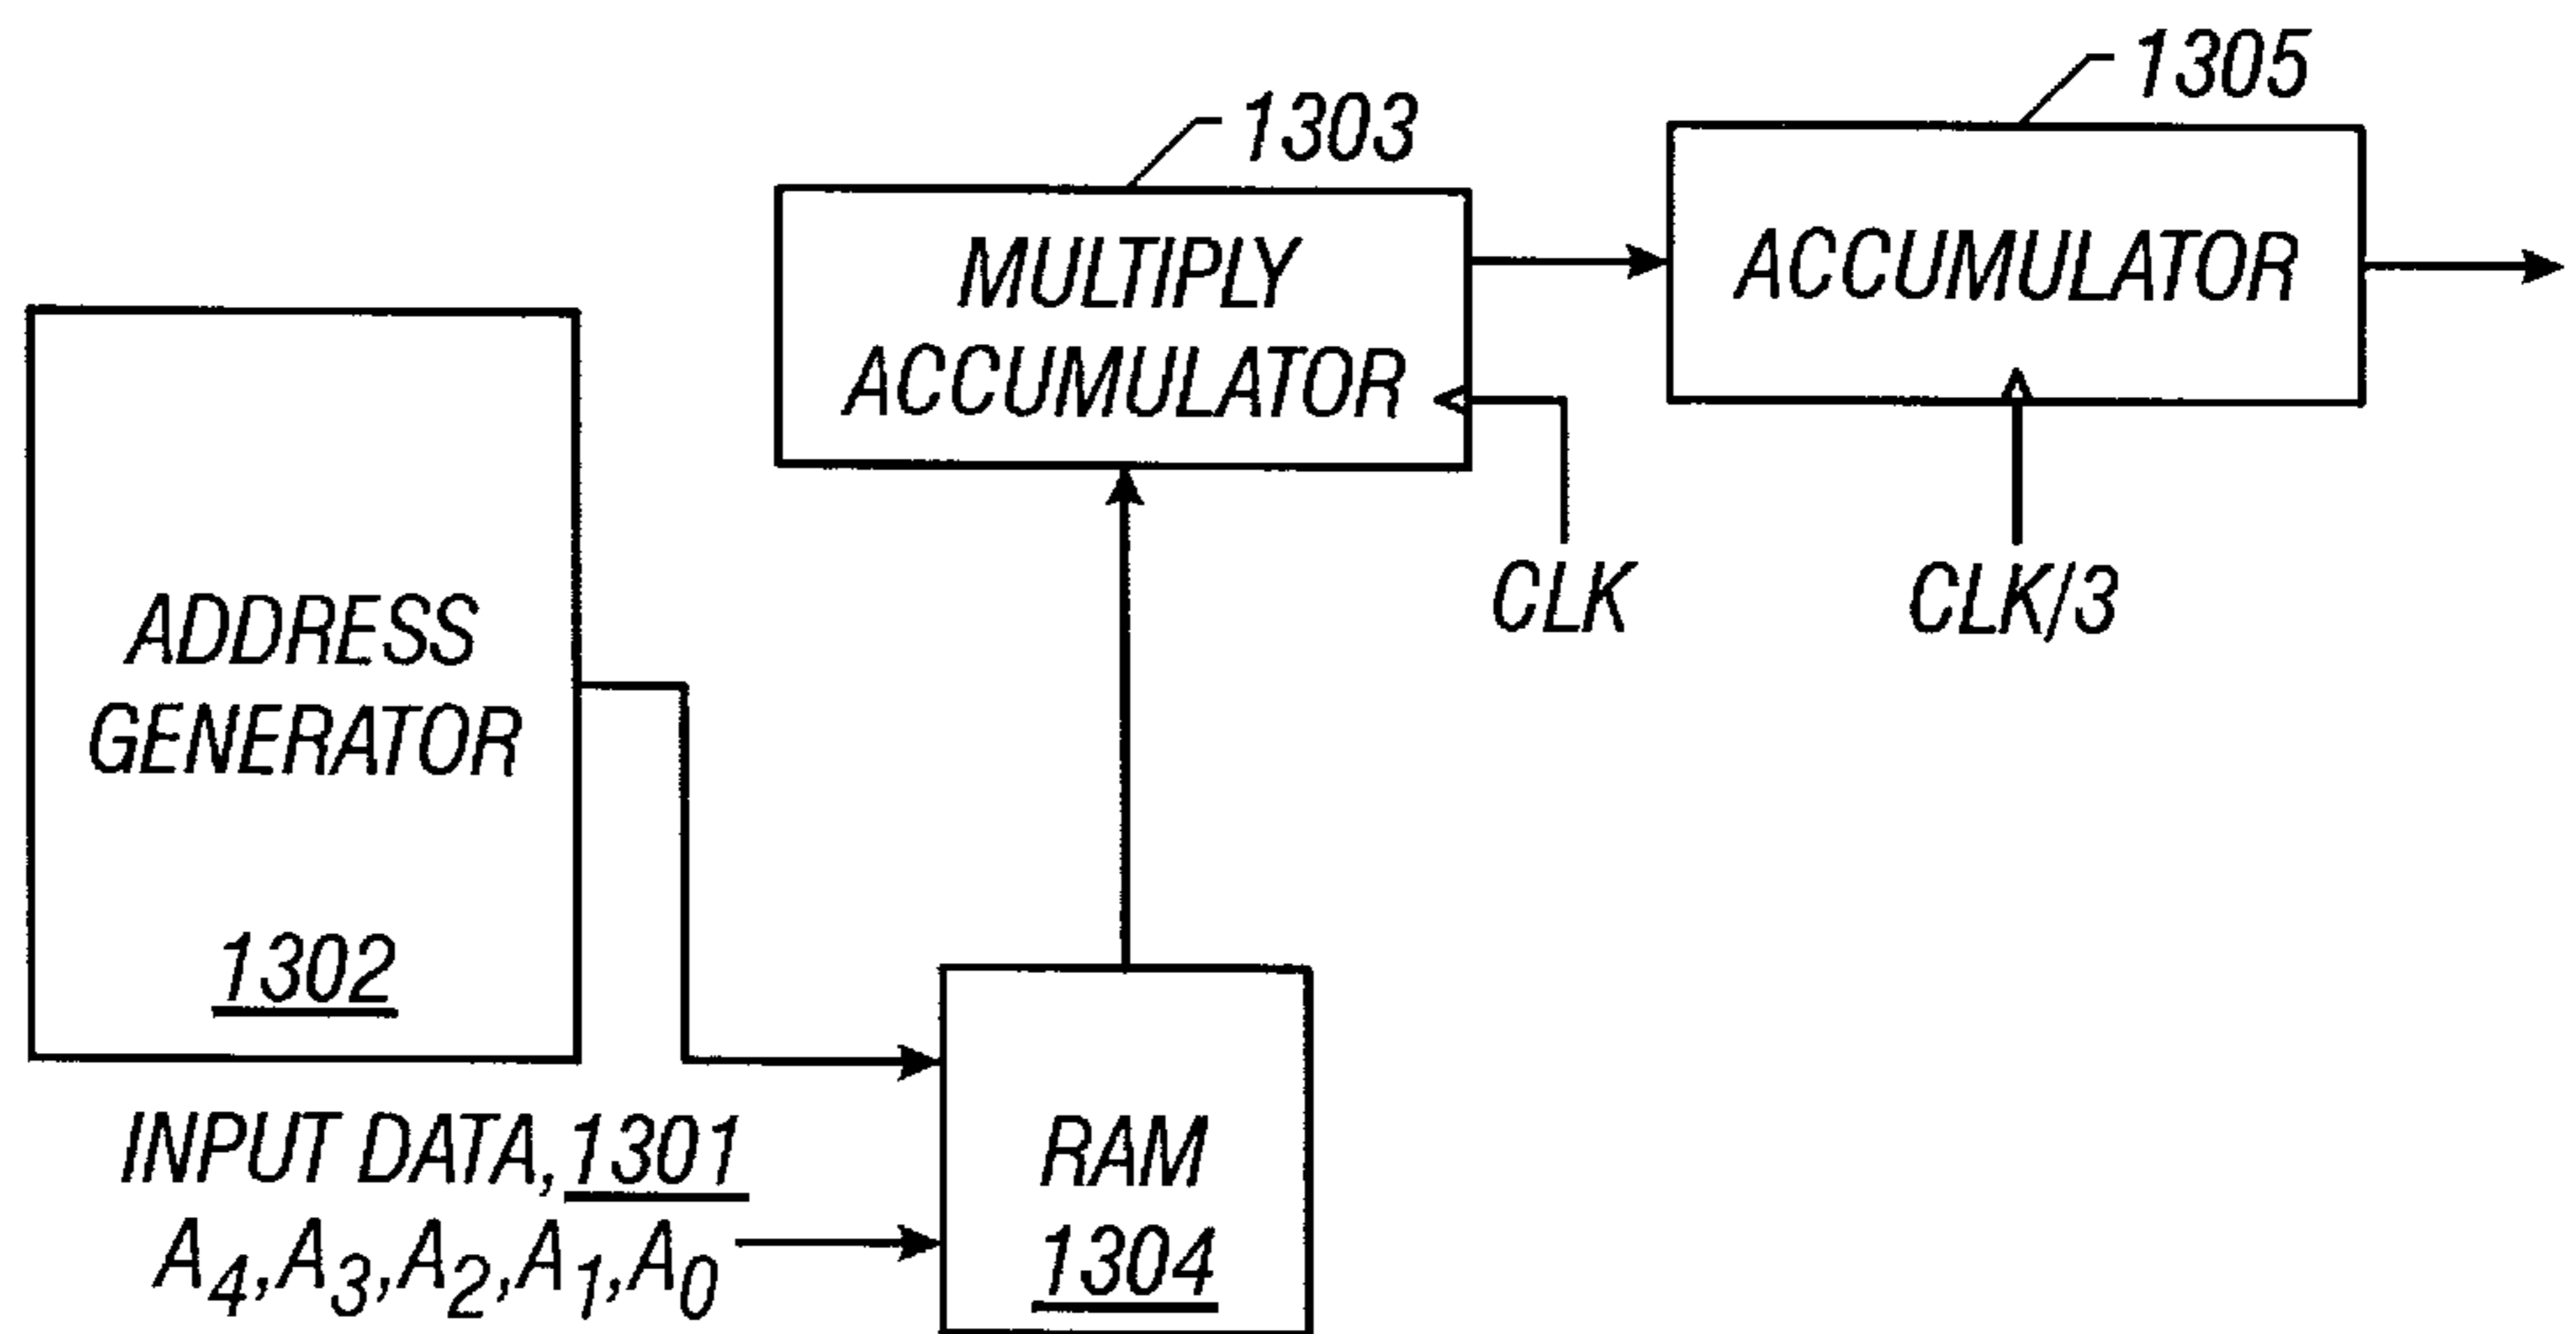 1305
1303
MULTIPLY
ACCUMULATOR
ACCUMULATOR
CLK
CLK/3
ADDRESS
GENERATOR
1302
INPUT DATA, 1301
A4,A3,A2,A1,A0
RAM
1304